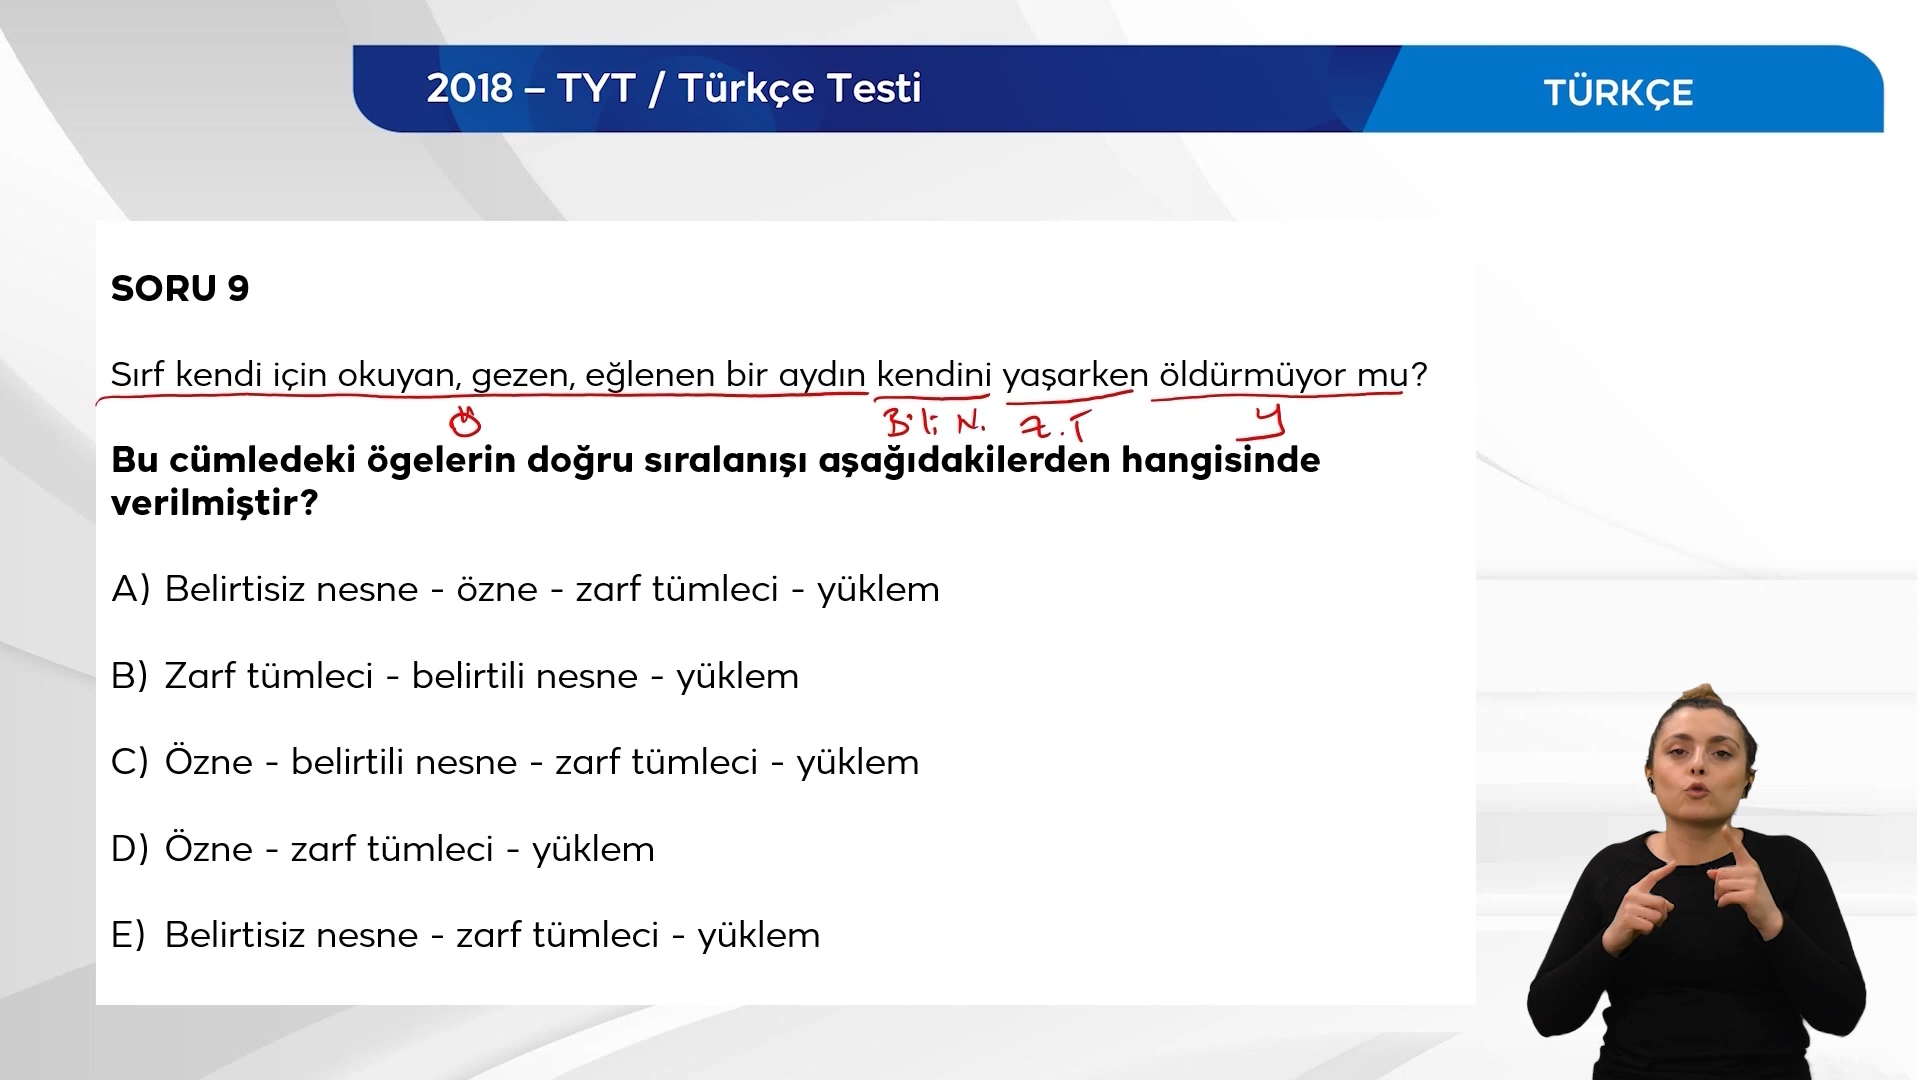 2018 – TYT / Türkçe Testi
TÜRKÇE
SORU 9
Sırf kendi için okuyan, gezen, eğlenen bir aydın kendini yaşarken öldürmüyor mu?
Ö B'li N. Z.T Y
Bu cümledeki ögelerin doğru sıralanışı aşağıdakilerden hangisinde
verilmiştir?
A) Belirtisiz nesne - özne - zarf tümleci - yüklem
B) Zarf tümleci - belirtili nesne - yüklem
C) Özne - belirtili nesne - zarf tümleci - yüklem
D) Özne - zarf tümleci - yüklem
E) Belirtisiz nesne - zarf tümleci - yüklem